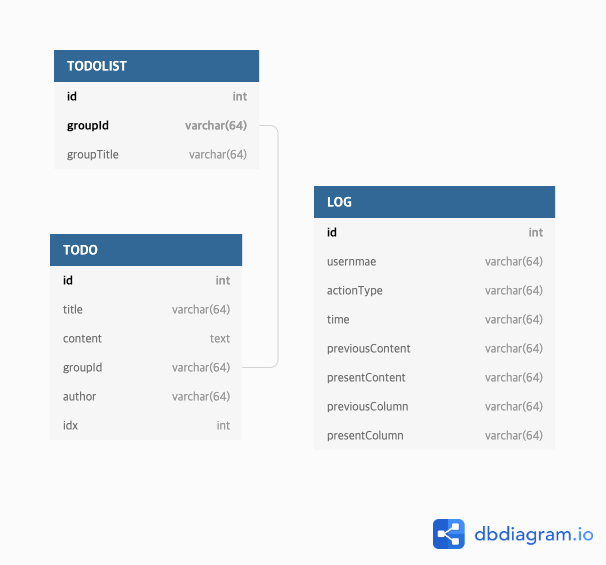 TODOLIST
id int
groupId varchar(64)
groupTitle varchar(64)
TODO
id int
title varchar(64)
content text
groupId varchar(64)
author varchar(64)
idx int
LOG
id int
usernmae varchar(64)
actionType varchar(64)
time varchar(64)
previousContent varchar(64)
presentContent varchar(64)
previousColumn varchar(64)
presentColumn varchar(64)
dbdiagram.io